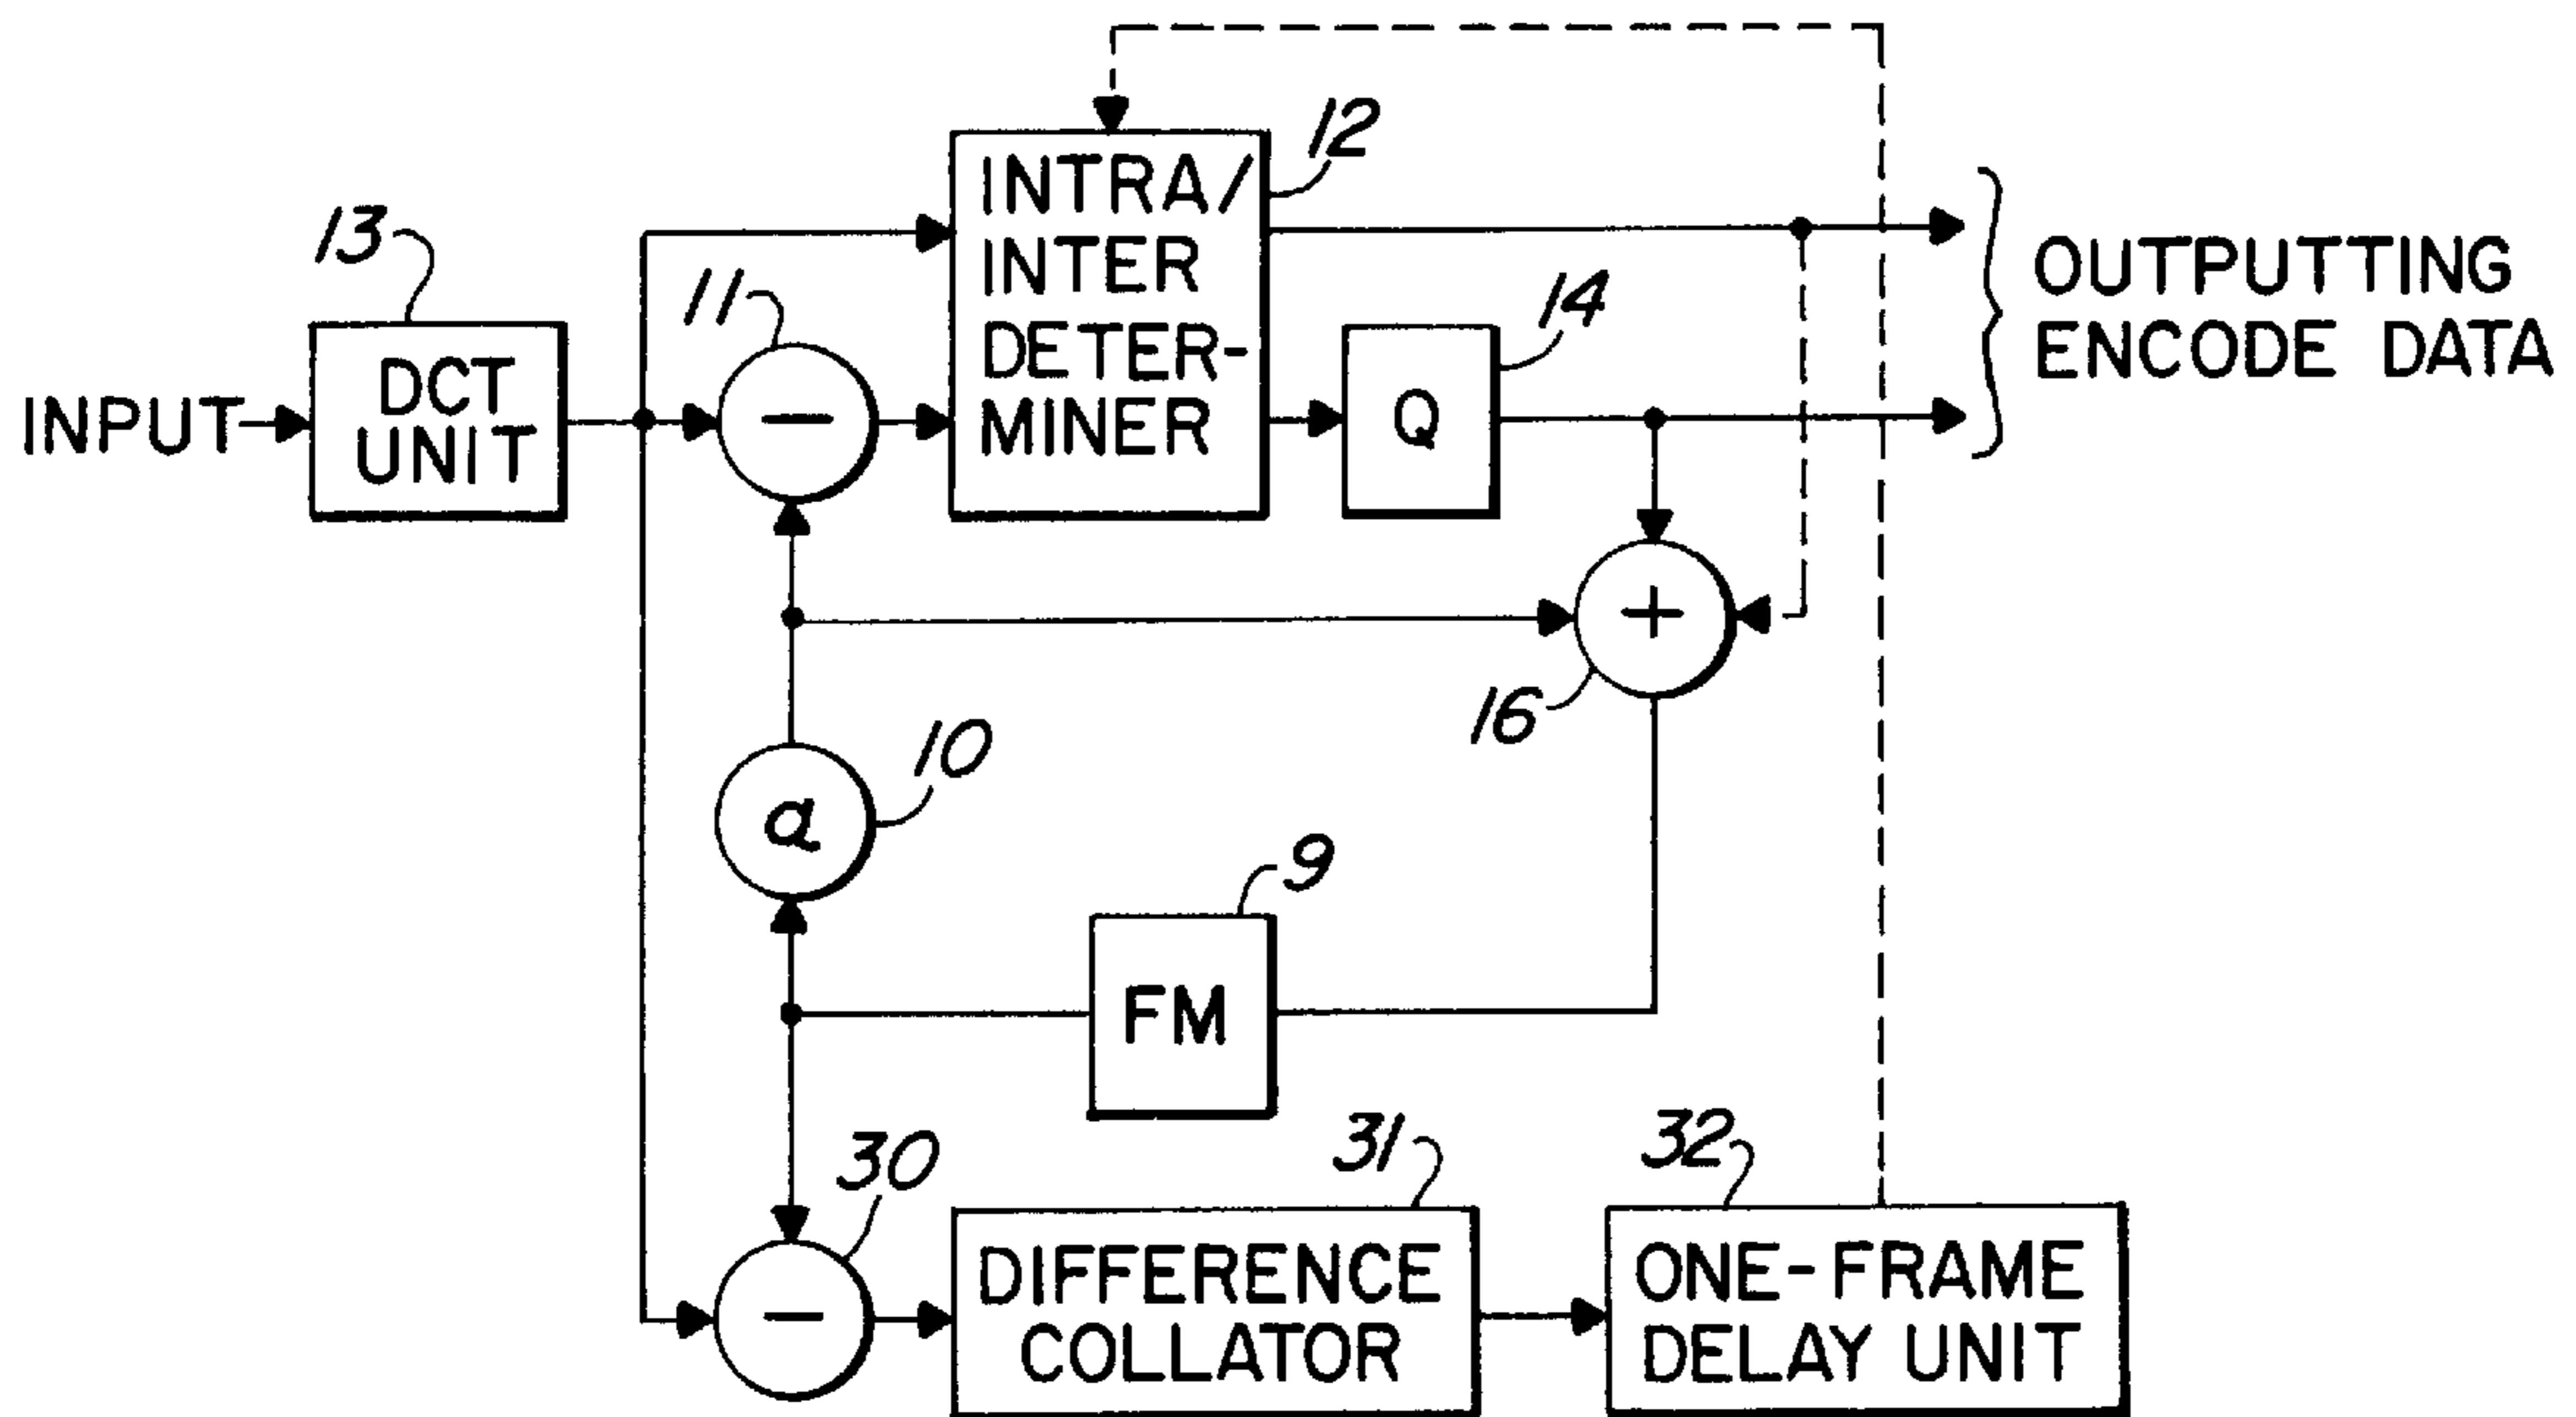 12
INTRA/
INTER
DETER-
MINER
13
DCT
UNIT
INPUT
11
−
14
Q
OUTPUTTING
ENCODE DATA
+
16
10
a
9
FM
30
−
31
DIFFERENCE
COLLATOR
32
ONE-FRAME
DELAY UNIT